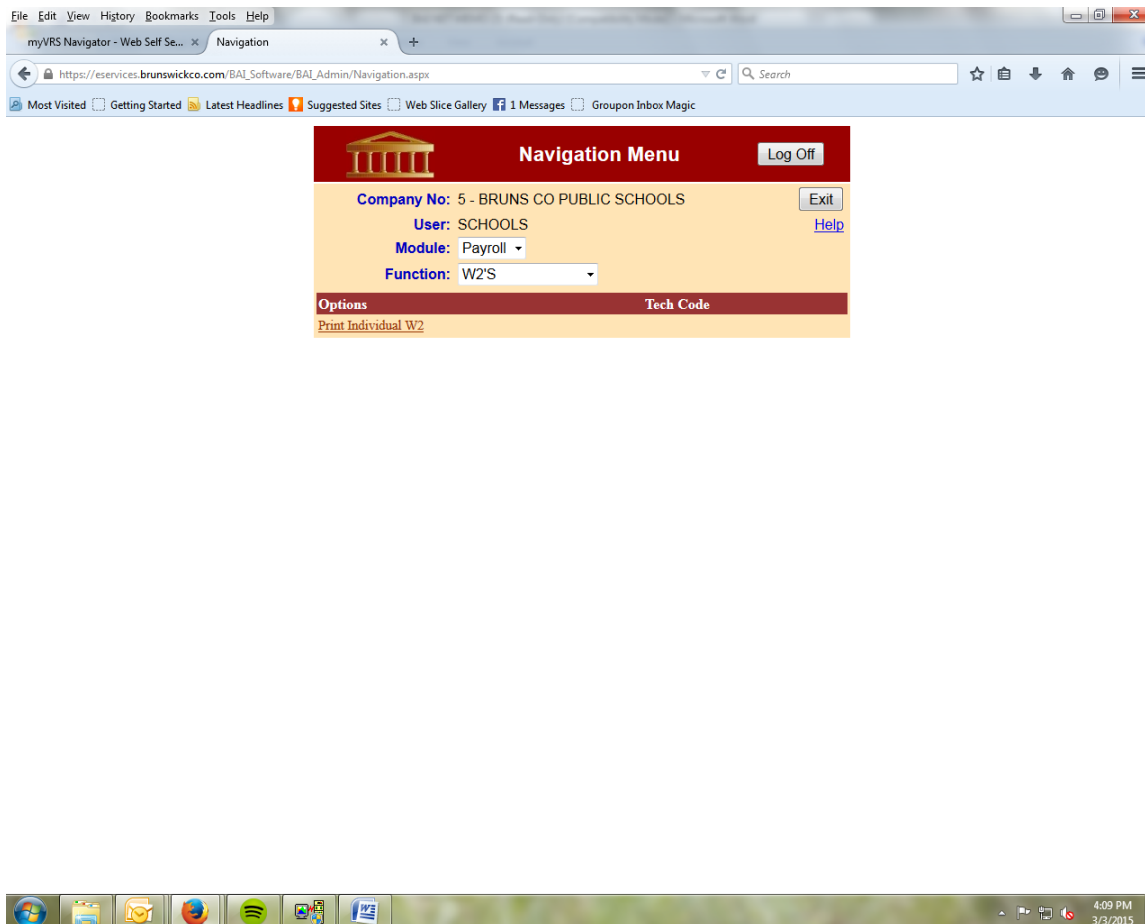 File Edit View History Bookmarks Tools Help
myVRS Navigator - Web Self Se... × Navigation × +
https://eservices.brunswickco.com/BAI_Software/BAI_Admin/Navigation.aspx Search
Most Visited Getting Started Latest Headlines Suggested Sites Web Slice Gallery 1 Messages Groupon Inbox Magic
Navigation Menu Log Off
Company No: 5 - BRUNS CO PUBLIC SCHOOLS Exit
User: SCHOOLS Help
Module: Payroll
Function: W2'S
Options Tech Code
Print Individual W2
4:09 PM
3/3/2015